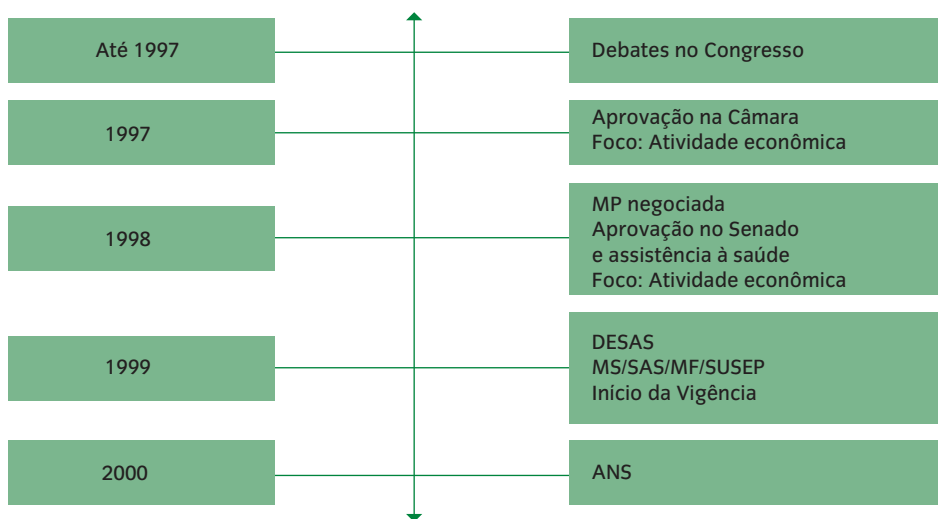 Até 1997
Debates no Congresso
1997
Aprovação na Câmara
Foco: Atividade econômica
1998
MP negociada
Aprovação no Senado
e assistência à saúde
Foco: Atividade econômica
1999
DESAS
MS/SAS/MF/SUSEP
Início da Vigência
2000
ANS